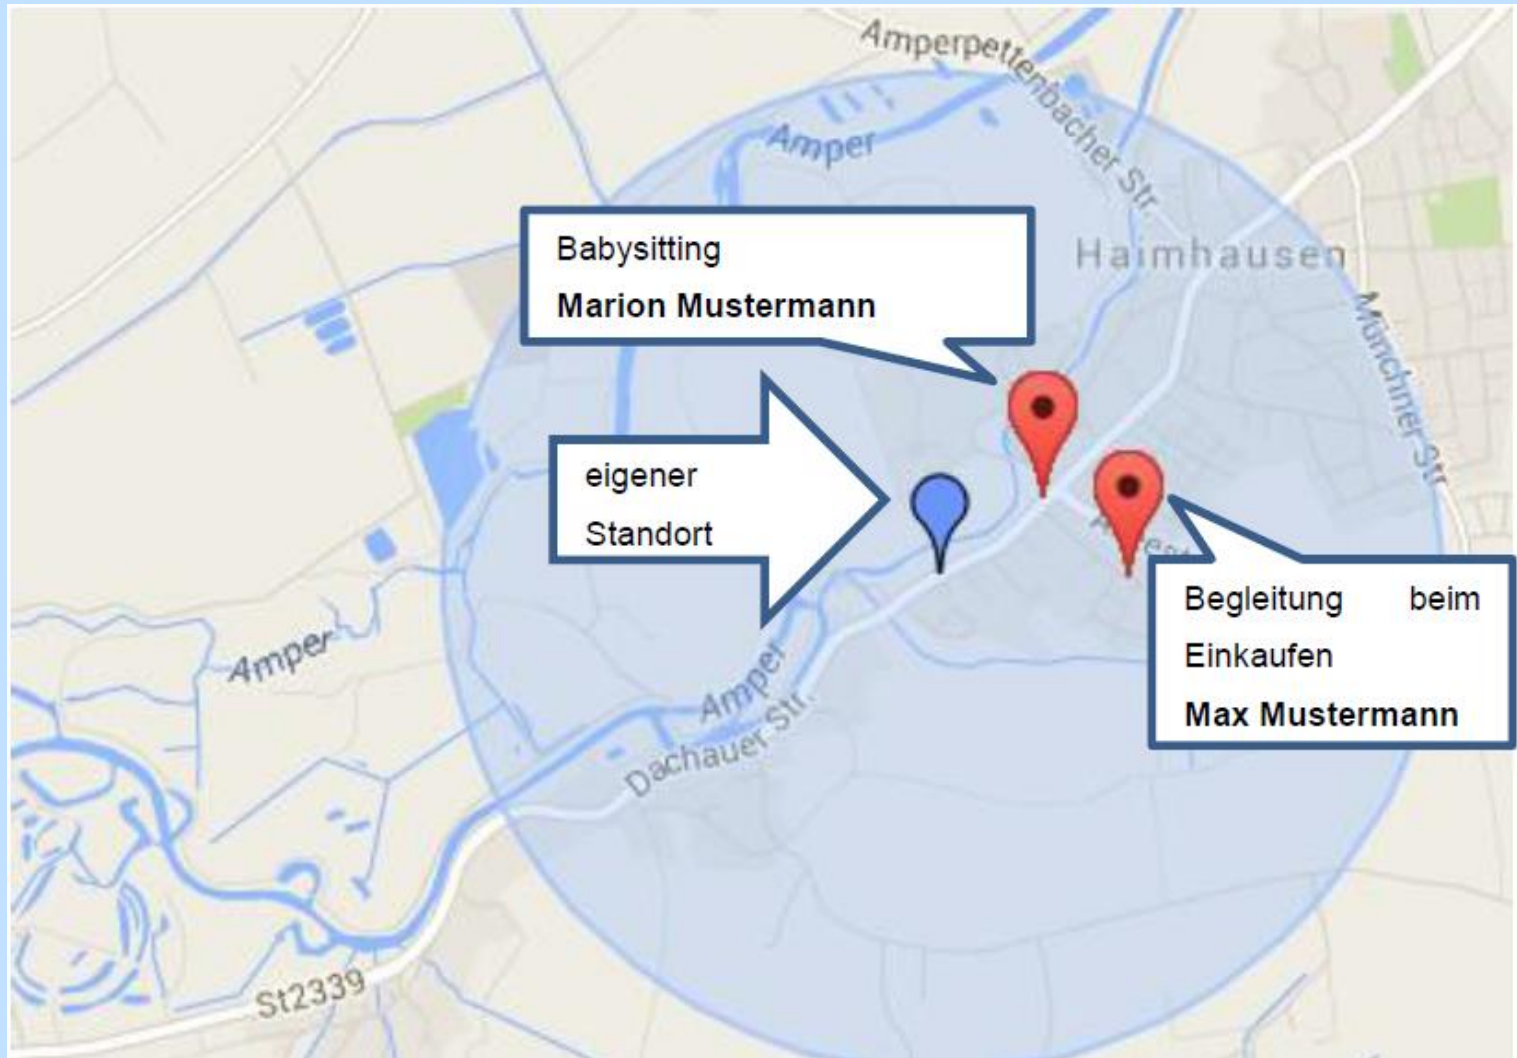 Amperpettenbacher Str.
Amper
Babysitting
Marion Mustermann
Haimhausen
Münchner Str.
eigener
Standort
Begleitung beim
Einkaufen
Max Mustermann
Amper
Amper
Dachauer Str.
St2339